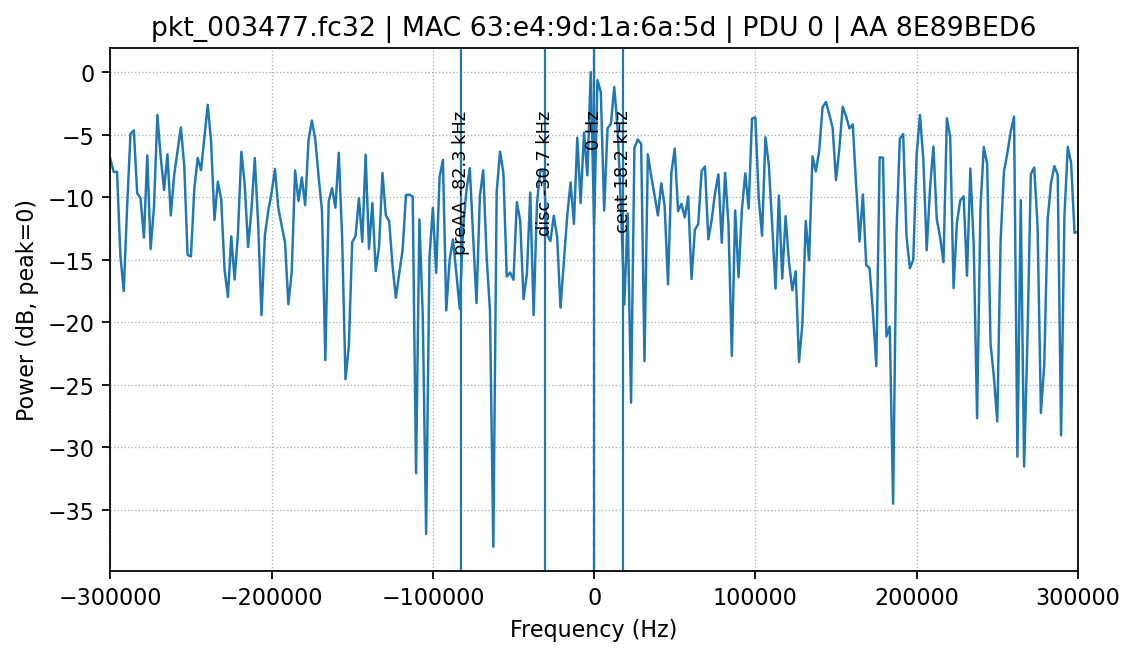 pkt_003477.fc32 | MAC 63:e4:9d:1a:6a:5d | PDU 0 | AA 8E89BED6
Power (dB, peak=0)
0
−5
−10
−15
−20
−25
−30
−35
preAA -82.3 kHz
disc -30.7 kHz
0 Hz
cent 18.2 kHz
−300000
−200000
−100000
0
100000
200000
300000
Frequency (Hz)